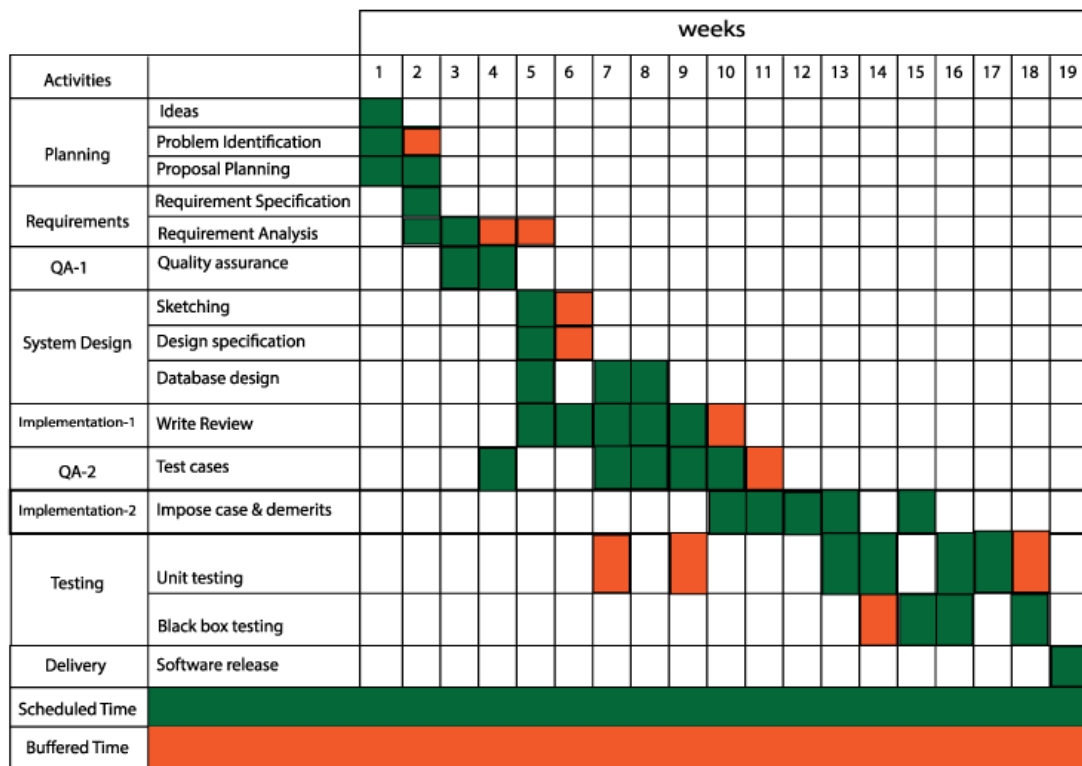 weeks
Activities 1 2 3 4 5 6 7 8 9 10 11 12 13 14 15 16 17 18 19
Planning
Ideas
Problem Identification
Proposal Planning
Requirements
Requirement Specification
Requirement Analysis
QA-1
Quality assurance
System Design
Sketching
Design specification
Database design
Implementation-1
Write Review
QA-2
Test cases
Implementation-2
Impose case & demerits
Testing
Unit testing
Black box testing
Delivery
Software release
Scheduled Time
Buffered Time